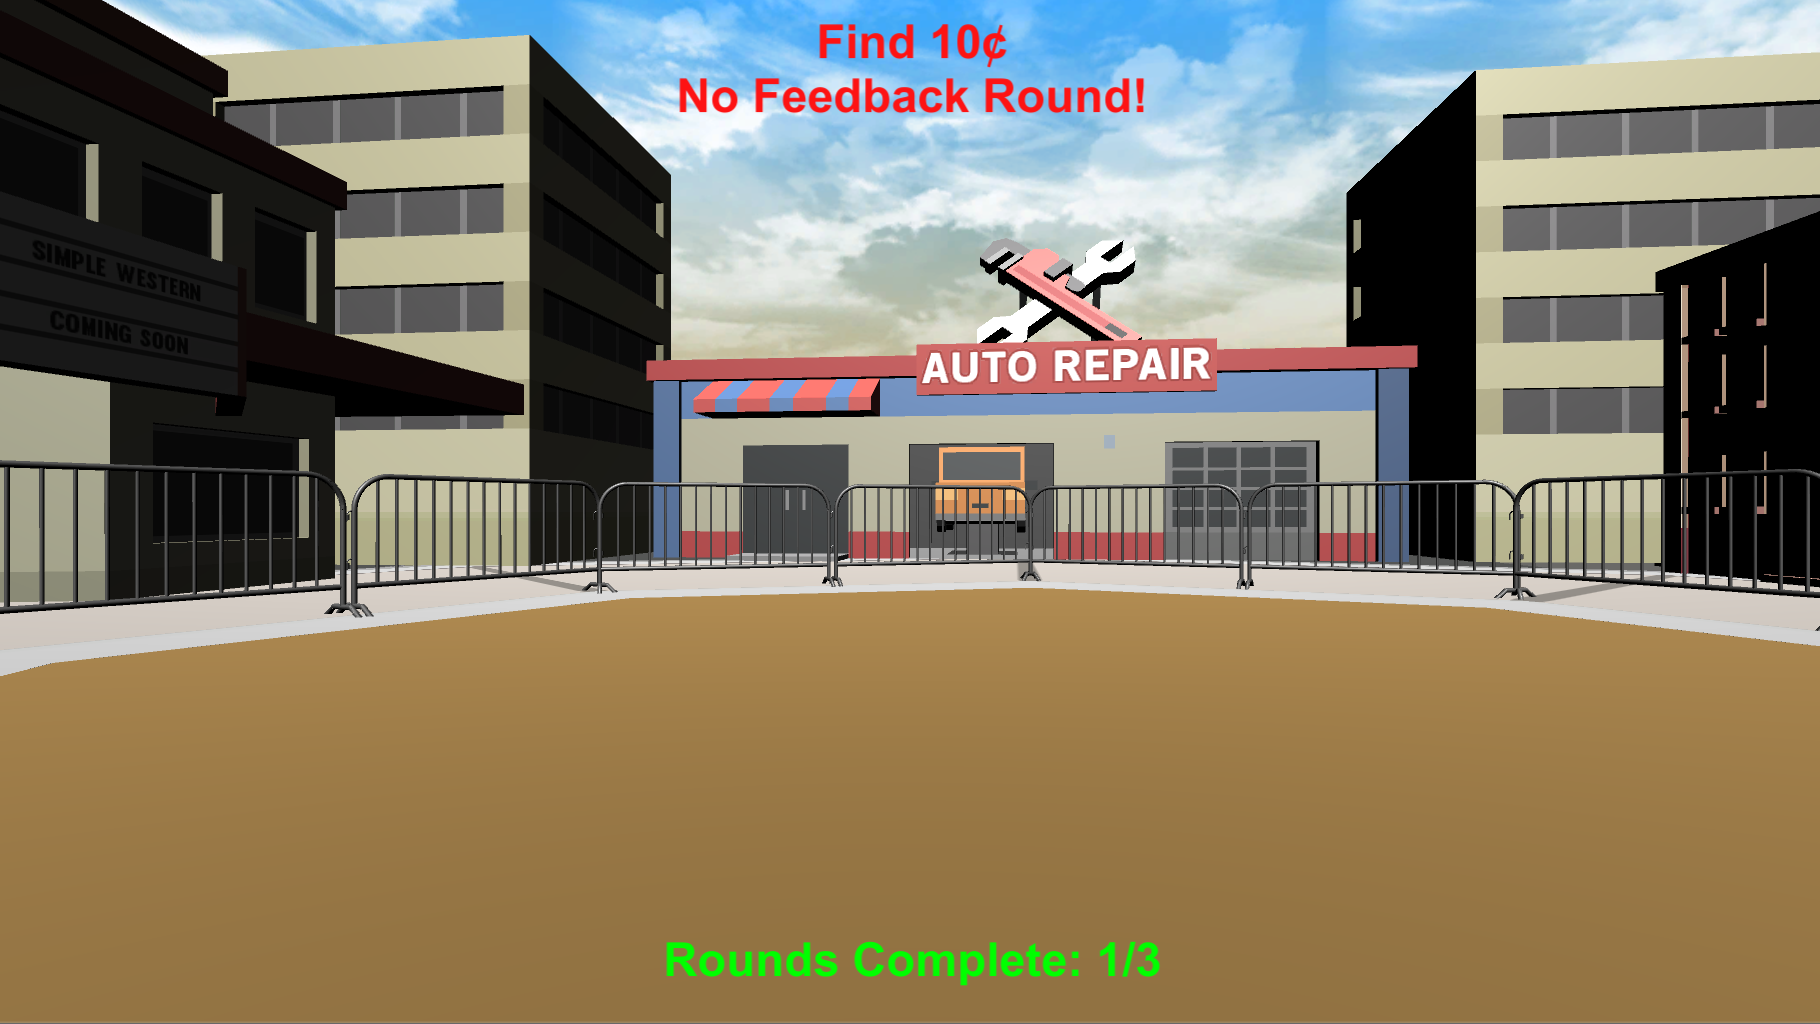 Find 10¢
No Feedback Round!
SIMPLE WESTERN
COMING SOON
AUTO REPAIR
Rounds Complete: 1/3